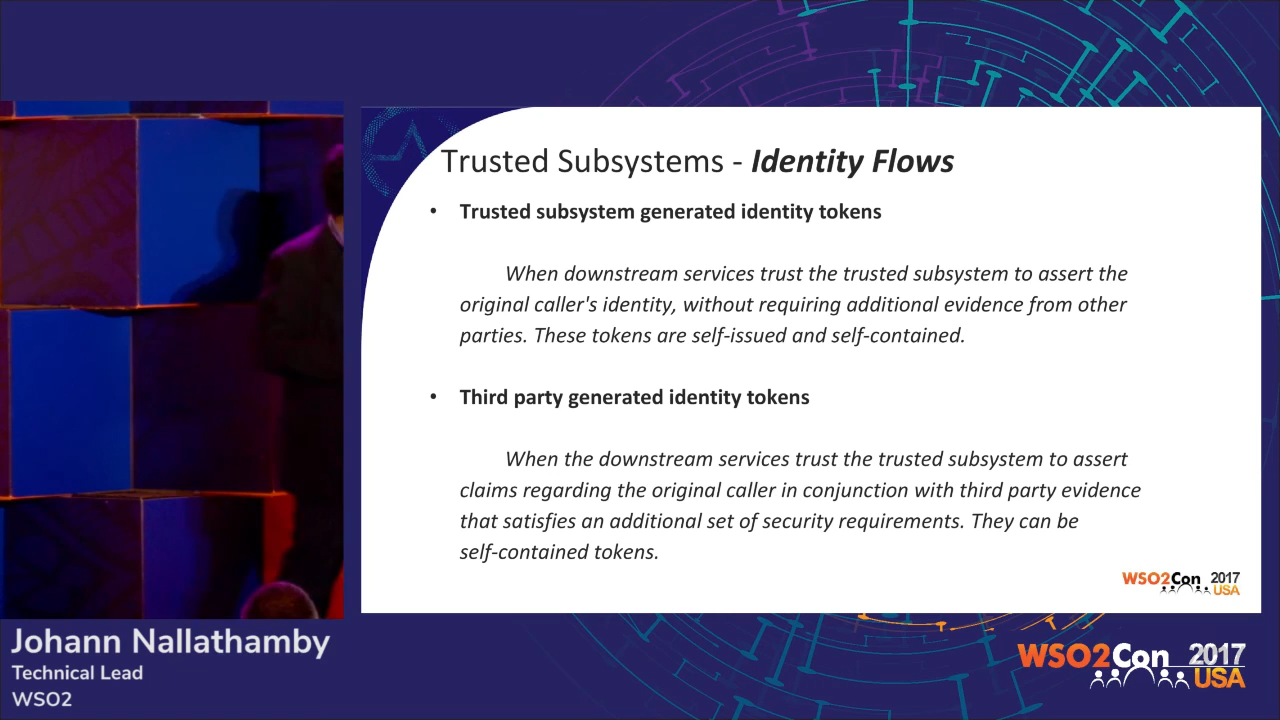 Trusted Subsystems - Identity Flows
• Trusted subsystem generated identity tokens
When downstream services trust the trusted subsystem to assert the
original caller's identity, without requiring additional evidence from other
parties. These tokens are self-issued and self-contained.
• Third party generated identity tokens
When the downstream services trust the trusted subsystem to assert
claims regarding the original caller in conjunction with third party evidence
that satisfies an additional set of security requirements. They can be
self-contained tokens.
WSO2Con 2017
USA
Johann Nallathamby
Technical Lead
WSO2
WSO2Con 2017
USA